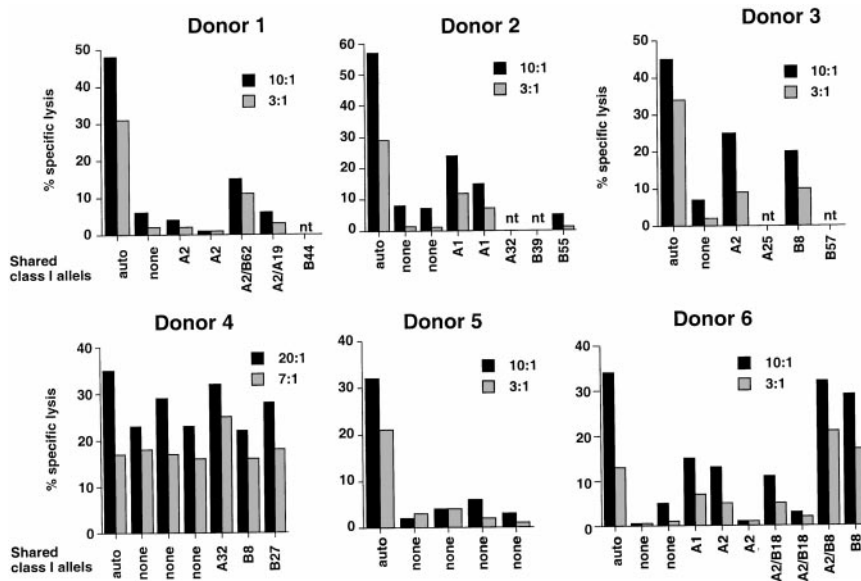 Donor 1
50
40
30
20
10
0
% specific lysis
10:1
3:1
nt
Shared
class I allels
auto
none
A2
A2
A2/B62
A2/A19
B44
Donor 2
60
50
40
30
20
10
0
10:1
3:1
nt
nt
auto
none
none
A1
A1
A32
B39
B55
Donor 3
50
40
30
20
10
0
% specific lysis
10:1
3:1
nt
nt
auto
none
A2
A25
B8
B57
Donor 4
40
30
20
10
0
% specific lysis
20:1
7:1
Shared
class I allels
auto
none
none
none
A32
B8
B27
Donor 5
40
30
20
10
0
10:1
3:1
auto
none
none
none
none
Donor 6
40
30
20
10
0
10:1
3:1
auto
none
none
A1
A2
A2
A2/B18
A2/B18
A2/B8
B8